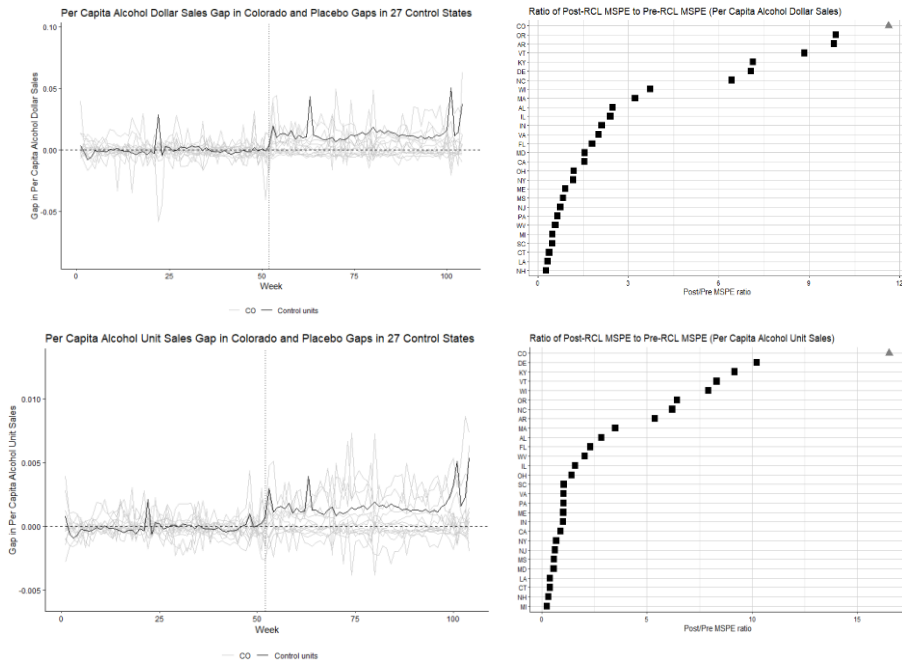 Per Capita Alcohol Dollar Sales Gap in Colorado and Placebo Gaps in 27 Control States
Gap in Per Capita Alcohol Dollar Sales
0.10
0.05
0.00
-0.05
0
25
50
75
100
Week
CO
Control units
Ratio of Post-RCL MSPE to Pre-RCL MSPE (Per Capita Alcohol Dollar Sales)
CO
OR
AR
VT
KY
DE
NC
WI
MA
AL
IL
IN
VA
FL
MD
CA
OH
NY
ME
MS
NJ
PA
WV
MI
SC
CT
LA
NH
0
3
6
9
12
Post/Pre MSPE ratio
Per Capita Alcohol Unit Sales Gap in Colorado and Placebo Gaps in 27 Control States
Gap in Per Capita Alcohol Unit Sales
0.010
0.005
0.000
-0.005
0
25
50
75
100
Week
CO
Control units
Ratio of Post-RCL MSPE to Pre-RCL MSPE (Per Capita Alcohol Unit Sales)
CO
DE
KY
VT
WI
OR
NC
AR
MA
AL
FL
WV
IL
OH
SC
VA
PA
ME
IN
CA
NY
NJ
MS
MD
LA
CT
NH
MI
0
5
10
15
Post/Pre MSPE ratio